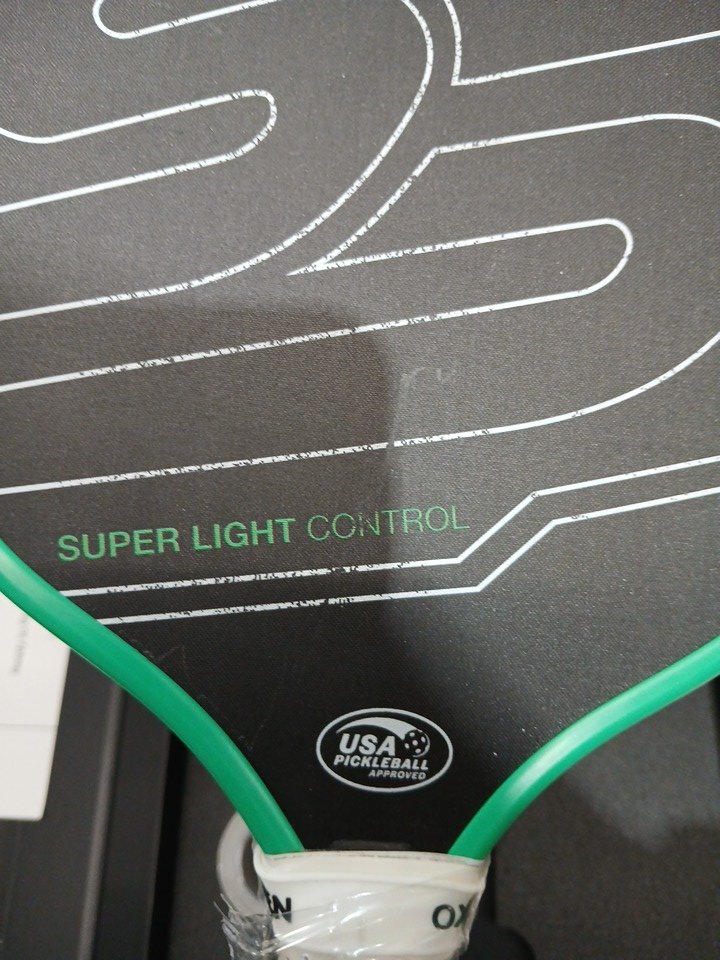 SUPER LIGHT CONTROL
USA
PICKLEBALL
APPROVED